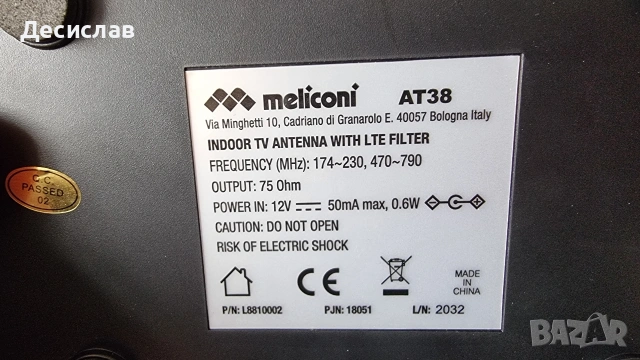 Десислав
meliconi AT38
Via Minghetti 10, Cadriano di Granarolo E. 40057 Bologna Italy
INDOOR TV ANTENNA WITH LTE FILTER
FREQUENCY (MHz): 174~230, 470~790
OUTPUT: 75 Ohm
POWER IN: 12V 50mA max, 0.6W
CAUTION: DO NOT OPEN
RISK OF ELECTRIC SHOCK
CE
MADE IN CHINA
P/N: L8810002 PJN: 18051 L/N: 2032
Q.C.
PASSED
02
BAZAR